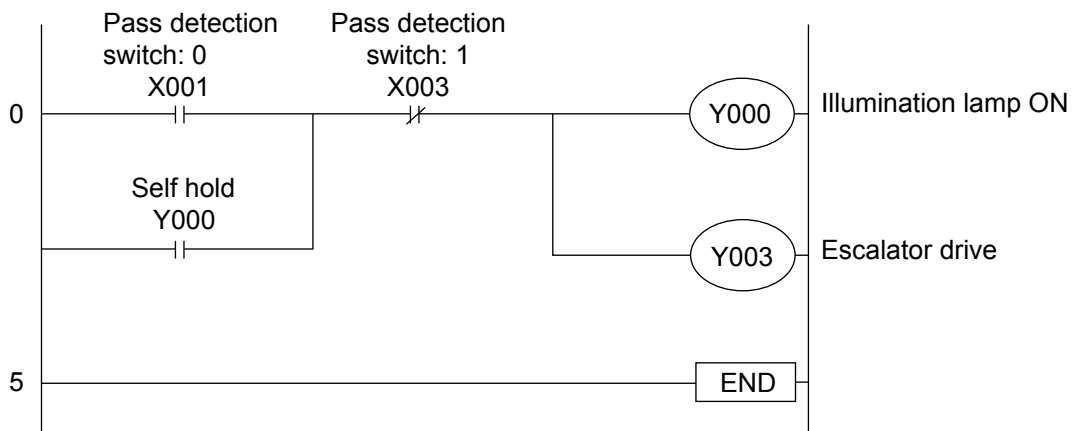 Pass detection
switch: 0
X001
Pass detection
switch: 1
X003
0
Y000
Illumination lamp ON
Self hold
Y000
Y003
Escalator drive
5
END